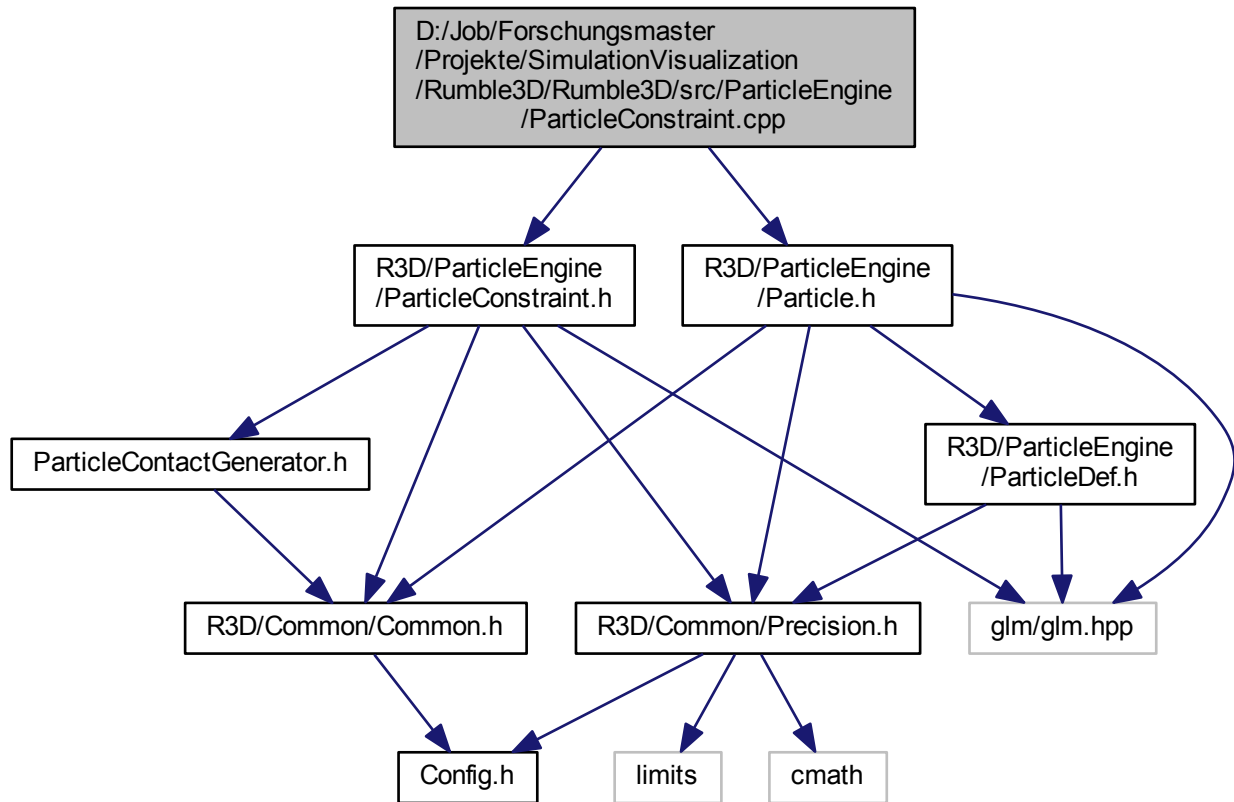 D:/Job/Forschungsmaster
/Projekte/SimulationVisualization
/Rumble3D/Rumble3D/src/ParticleEngine
/ParticleConstraint.cpp
R3D/ParticleEngine
/ParticleConstraint.h
R3D/ParticleEngine
/Particle.h
ParticleContactGenerator.h
R3D/ParticleEngine
/ParticleDef.h
R3D/Common/Common.h
R3D/Common/Precision.h
glm/glm.hpp
Config.h
limits
cmath